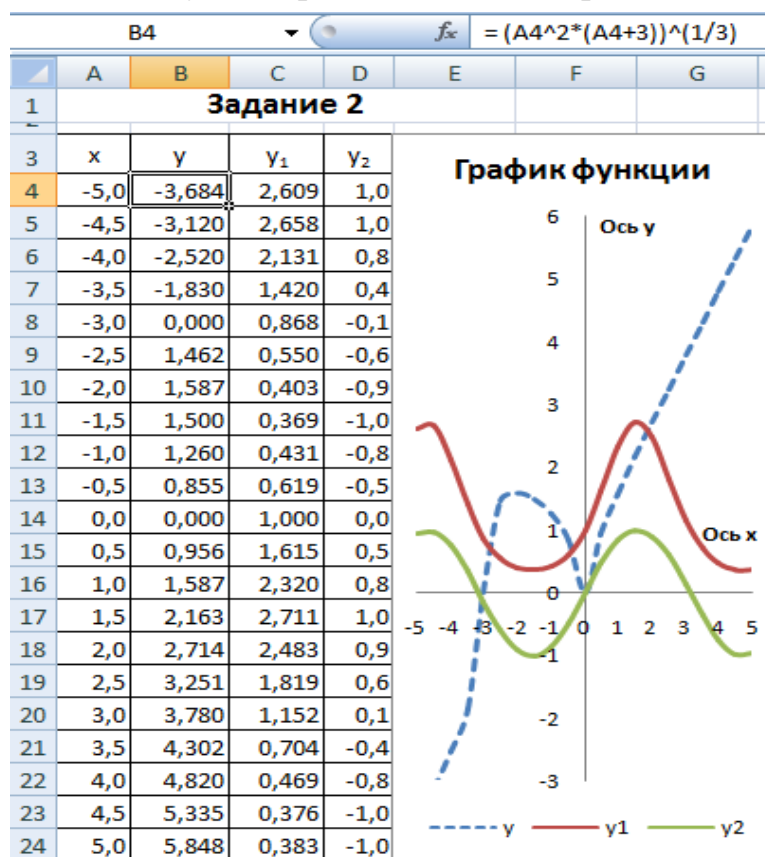 B4 fx = (A4^2*(A4+3))^(1/3)
A B C D E F G
1 Задание 2
3 x y y₁ y₂
4 -5,0 -3,684 2,609 1,0
5 -4,5 -3,120 2,658 1,0
6 -4,0 -2,520 2,131 0,8
7 -3,5 -1,830 1,420 0,4
8 -3,0 0,000 0,868 -0,1
9 -2,5 1,462 0,550 -0,6
10 -2,0 1,587 0,403 -0,9
11 -1,5 1,500 0,369 -1,0
12 -1,0 1,260 0,431 -0,8
13 -0,5 0,855 0,619 -0,5
14 0,0 0,000 1,000 0,0
15 0,5 0,956 1,615 0,5
16 1,0 1,587 2,320 0,8
17 1,5 2,163 2,711 1,0
18 2,0 2,714 2,483 0,9
19 2,5 3,251 1,819 0,6
20 3,0 3,780 1,152 0,1
21 3,5 4,302 0,704 -0,4
22 4,0 4,820 0,469 -0,8
23 4,5 5,335 0,376 -1,0
24 5,0 5,848 0,383 -1,0
График функции
6 Ось y
5
4
3
2
1 Ось x
0
-5 -4 -3 -2 -1 0 1 2 3 4 5
-1
-2
-3
y y1 y2